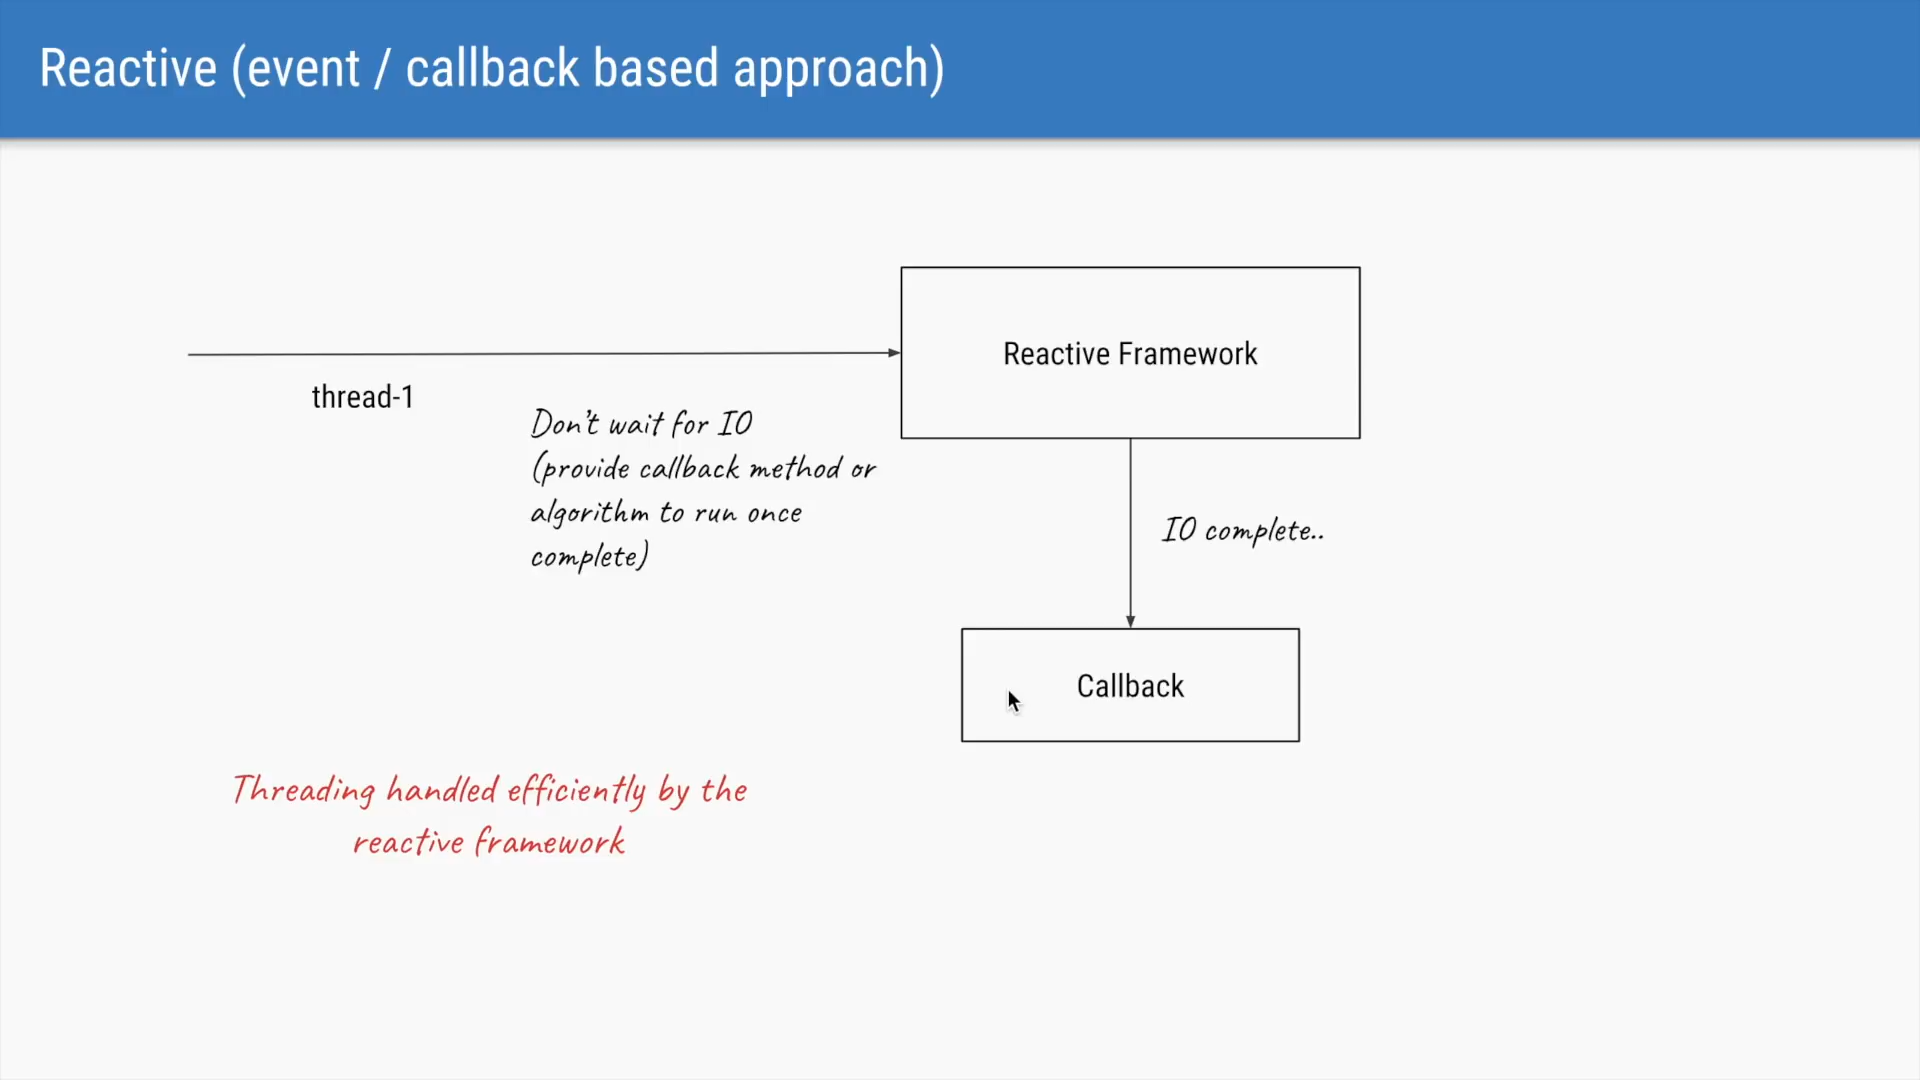 Reactive (event / callback based approach)
Reactive Framework
thread-1
Don't wait for IO
(provide callback method or
algorithm to run once
complete)
IO complete..
Callback
Threading handled efficiently by the
reactive framework